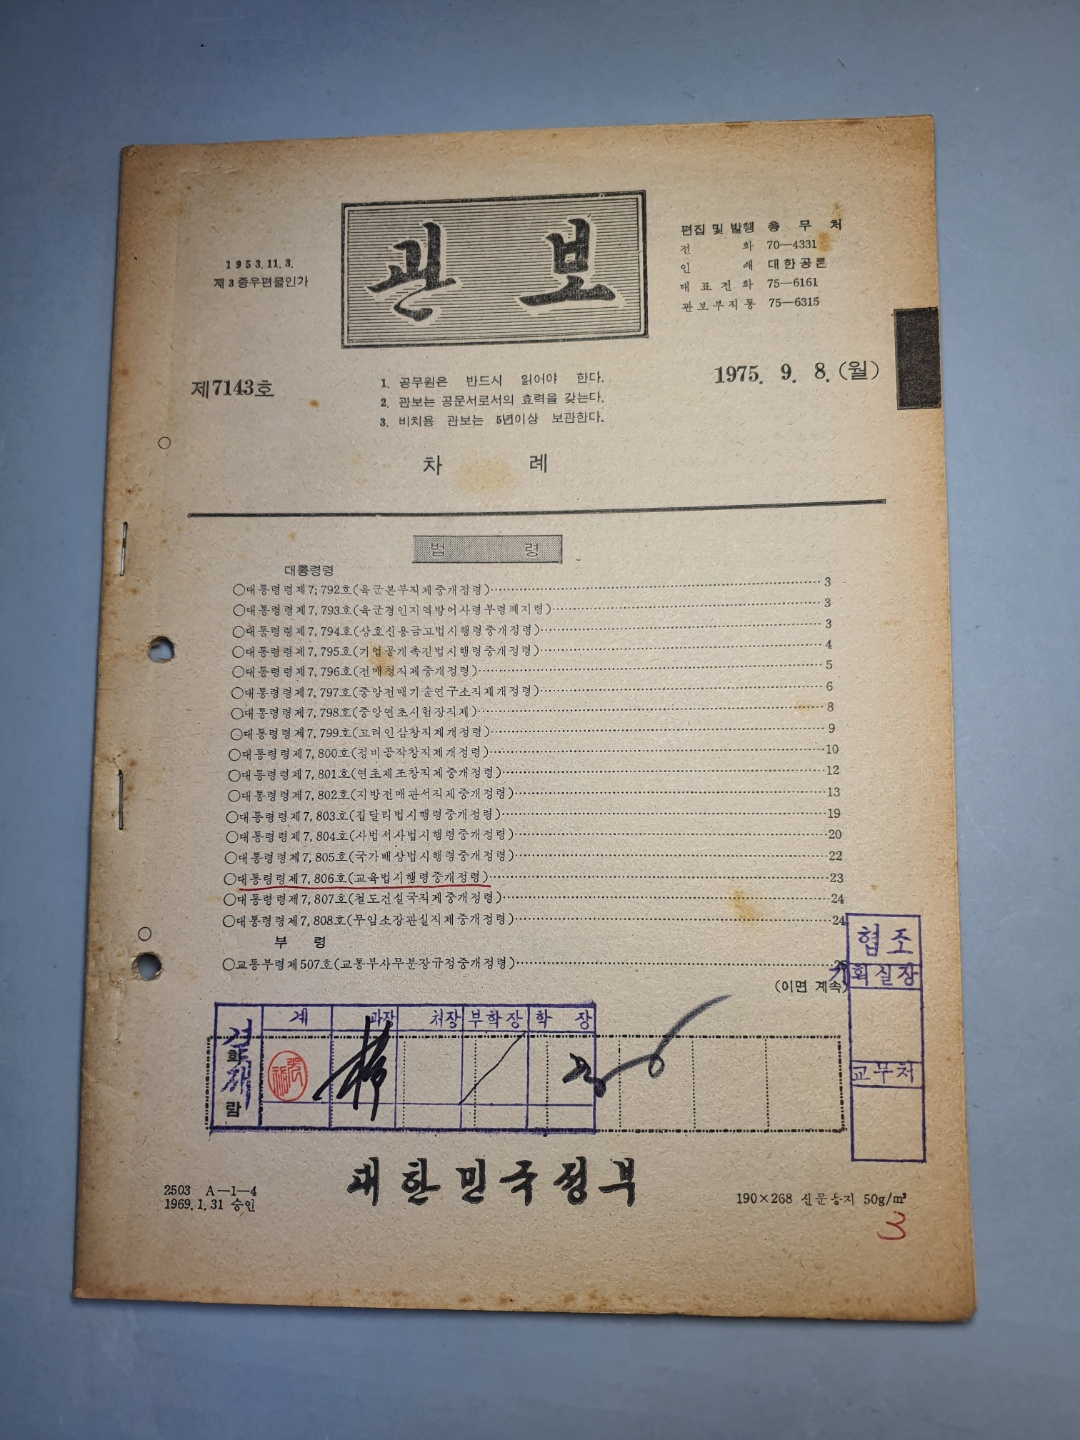 관보
1953.11.3.
제3종우편물인가
편집 및 발행 총 무 처
전 화 70—4331
인 쇄 대한공론
대 표 전 화 75—6161
관보부직통 75—6315
제7143호
1. 공무원은 반드시 읽어야 한다.
2. 관보는 공문서로서의 효력을 갖는다.
3. 비치용 관보는 5년이상 보관한다.
1975. 9. 8. (월)
차 례
법 령
대통령령
○대통령령제7,792호(육군본부직제중개정령) 3
○대통령령제7,793호(육군경인지역방어사령부령폐지령) 3
○대통령령제7,794호(상호신용금고법시행령중개정령) 3
○대통령령제7,795호(기업공개촉진법시행령중개정령) 4
○대통령령제7,796호(전매청직제중개정령) 5
○대통령령제7,797호(중앙전매기술연구소직제개정령) 6
○대통령령제7,798호(중앙연초시험장직제) 8
○대통령령제7,799호(고려인삼창직제개정령) 9
○대통령령제7,800호(정비공작창직제개정령) 10
○대통령령제7,801호(연초제조창직제중개정령) 12
○대통령령제7,802호(지방전매관서직제중개정령) 13
○대통령령제7,803호(집달리법시행령중개정령) 19
○대통령령제7,804호(사법서사법시행령중개정령) 20
○대통령령제7,805호(국가배상법시행령중개정령) 22
○대통령령제7,806호(교육법시행령중개정령) 23
○대통령령제7,807호(철도건설국직제중개정령) 24
○대통령령제7,808호(무임소장관실직제중개정령) 24
부 령
○교통부령제507호(교통부사무분장규정중개정령) 25
(이면 계속)
협조
기획실장
교무처
결재
계 과장 처장 부학장 학 장
람
대한민국정부
2503 A—1—4
1969.1.31 승인
190×268 신문용지 50g/m²
3